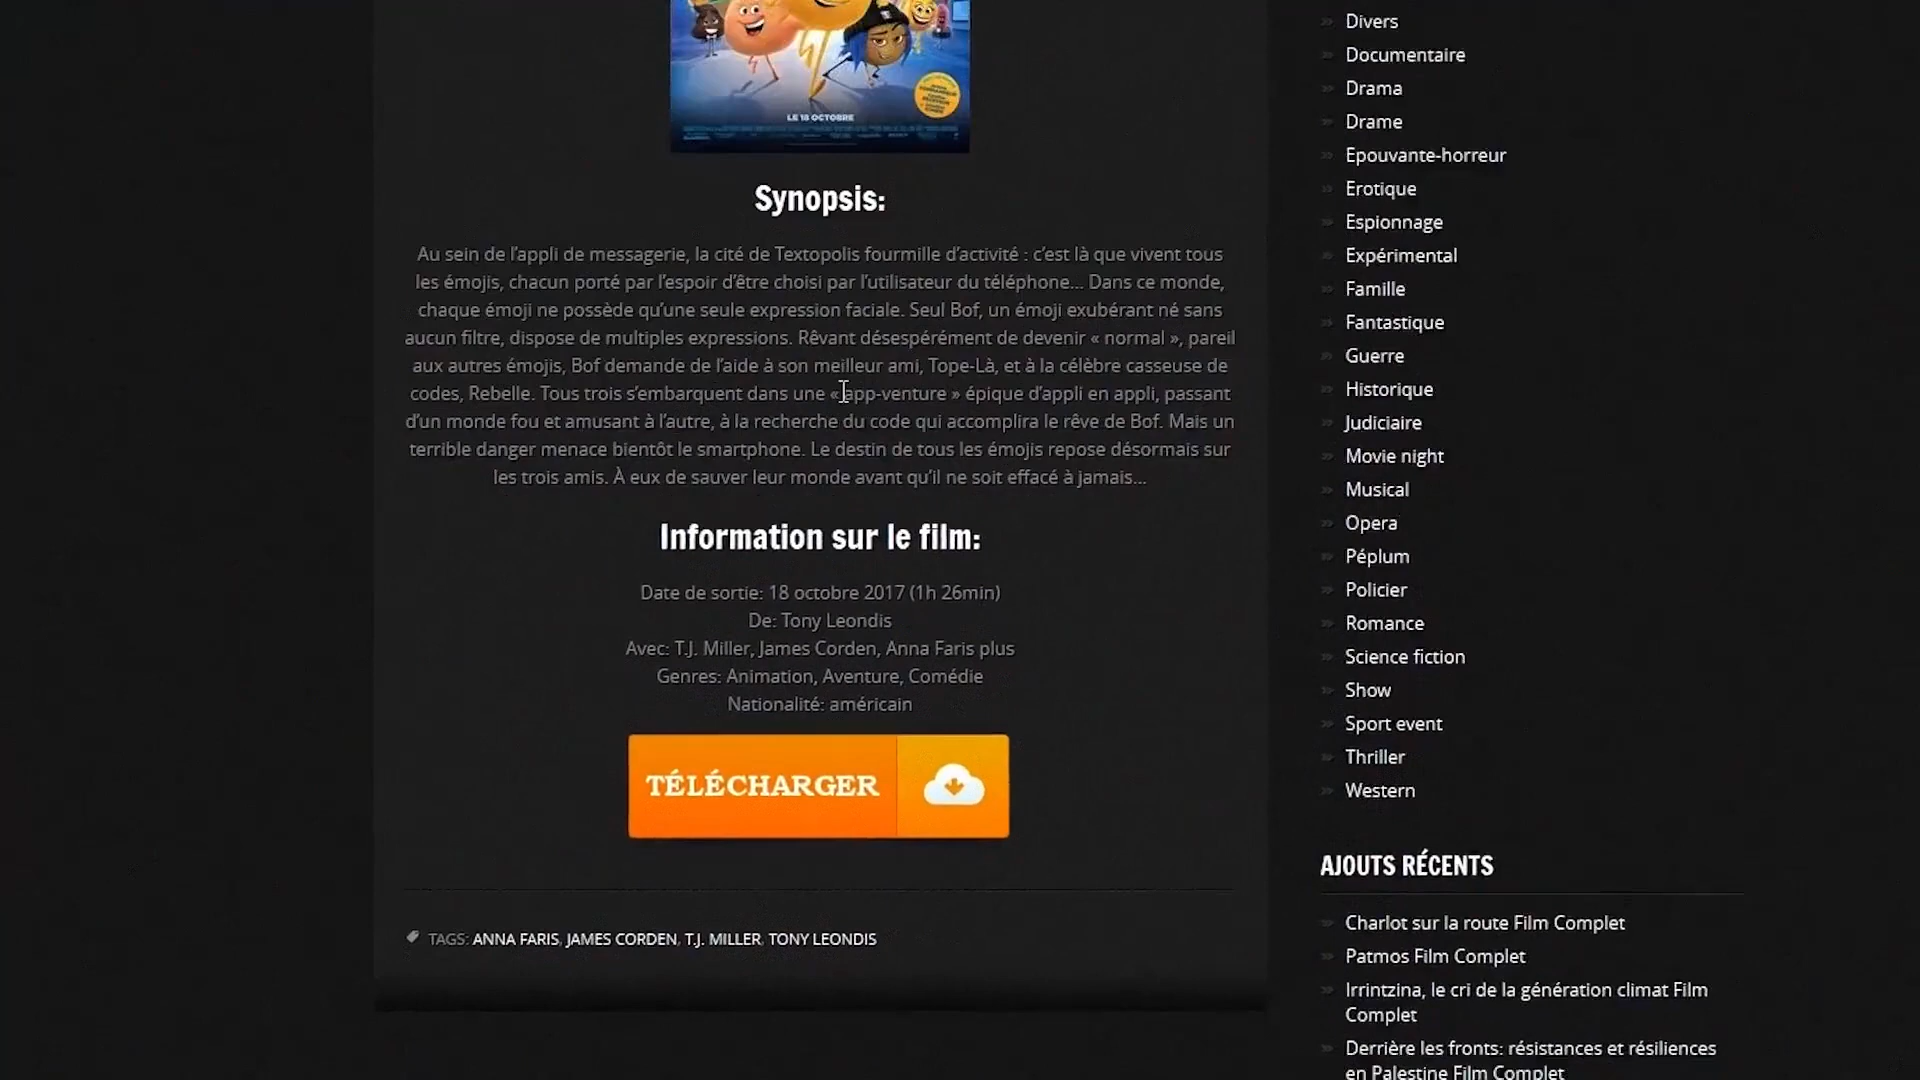 LE 18 OCTOBRE
Synopsis:
Au sein de l’appli de messagerie, la cité de Textopolis fourmille d’activité : c’est là que vivent tous
les émojis, chacun porté par l’espoir d’être choisi par l’utilisateur du téléphone… Dans ce monde,
chaque émoji ne possède qu’une seule expression faciale. Seul Bof, un émoji exubérant né sans
aucun filtre, dispose de multiples expressions. Rêvant désespérément de devenir « normal », pareil
aux autres émojis, Bof demande de l’aide à son meilleur ami, Tope-Là, et à la célèbre casseuse de
codes, Rebelle. Tous trois s’embarquent dans une « app-venture » épique d’appli en appli, passant
d’un monde fou et amusant à l’autre, à la recherche du code qui accomplira le rêve de Bof. Mais un
terrible danger menace bientôt le smartphone. Le destin de tous les émojis repose désormais sur
les trois amis. À eux de sauver leur monde avant qu’il ne soit effacé à jamais…
Information sur le film:
Date de sortie: 18 octobre 2017 (1h 26min)
De: Tony Leondis
Avec: T.J. Miller, James Corden, Anna Faris plus
Genres: Animation, Aventure, Comédie
Nationalité: américain
TÉLÉCHARGER
TAGS: ANNA FARIS, JAMES CORDEN, T.J. MILLER, TONY LEONDIS
Divers
Documentaire
Drama
Drame
Epouvante-horreur
Erotique
Espionnage
Expérimental
Famille
Fantastique
Guerre
Historique
Judiciaire
Movie night
Musical
Opera
Péplum
Policier
Romance
Science fiction
Show
Sport event
Thriller
Western
AJOUTS RÉCENTS
Charlot sur la route Film Complet
Patmos Film Complet
Irrintzina, le cri de la génération climat Film
Complet
Derrière les fronts: résistances et résiliences
en Palestine Film Complet